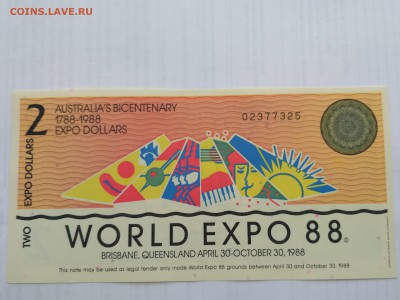 COINS.LAVE.RU
2
AUSTRALIA'S BICENTENARY
1788-1988
EXPO DOLLARS
02377325
TWO EXPO DOLLARS
WORLD EXPO 88
BRISBANE, QUEENSLAND APRIL 30-OCTOBER 30, 1988
This note may be used as legal tender only inside World Expo 88 grounds between April 30 and October 30, 1988